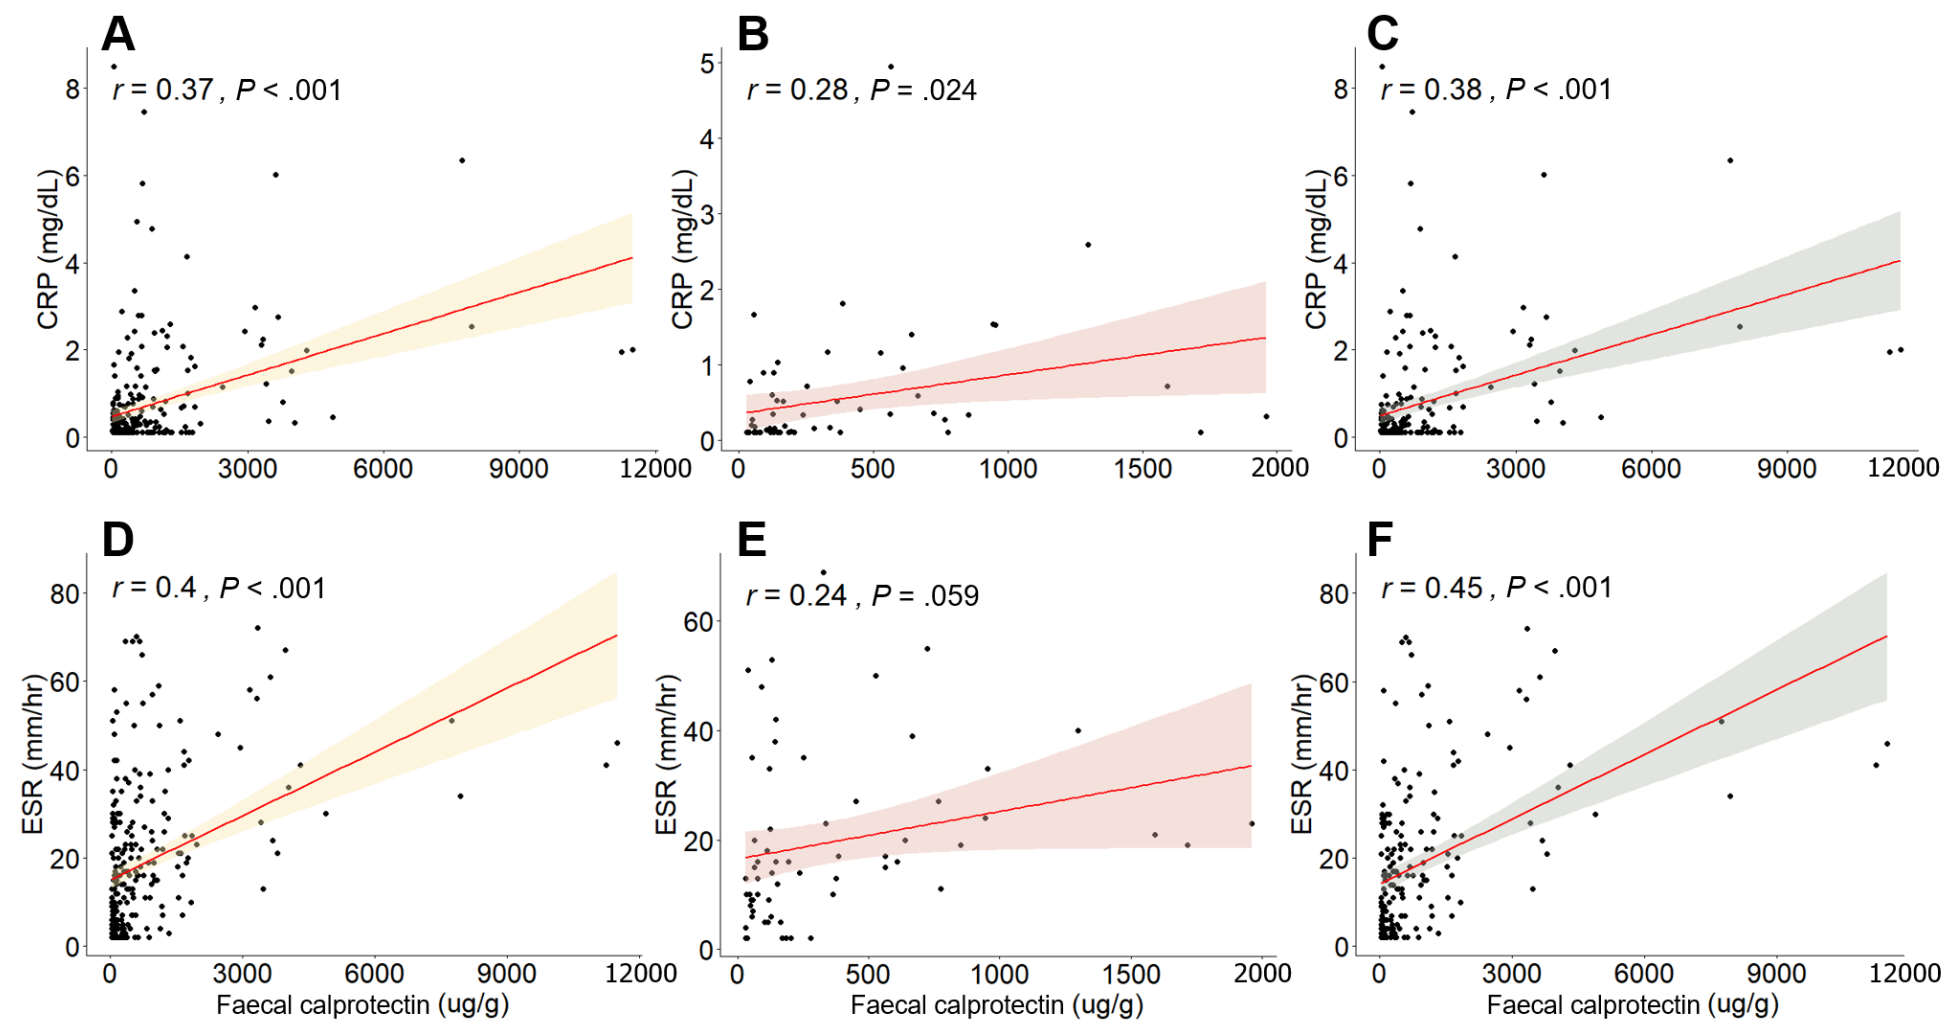 A
r = 0.37 , P < .001
CRP (mg/dL)
8
6
4
2
0
0 3000 6000 9000 12000
B
r = 0.28 , P = .024
CRP (mg/dL)
5
4
3
2
1
0
0 500 1000 1500 2000
C
r = 0.38 , P < .001
CRP (mg/dL)
8
6
4
2
0
0 3000 6000 9000 12000
D
r = 0.4 , P < .001
ESR (mm/hr)
80
60
40
20
0
0 3000 6000 9000 12000
Faecal calprotectin (ug/g)
E
r = 0.24 , P = .059
ESR (mm/hr)
60
40
20
0
0 500 1000 1500 2000
Faecal calprotectin (ug/g)
F
r = 0.45 , P < .001
ESR (mm/hr)
80
60
40
20
0
0 3000 6000 9000 12000
Faecal calprotectin (ug/g)